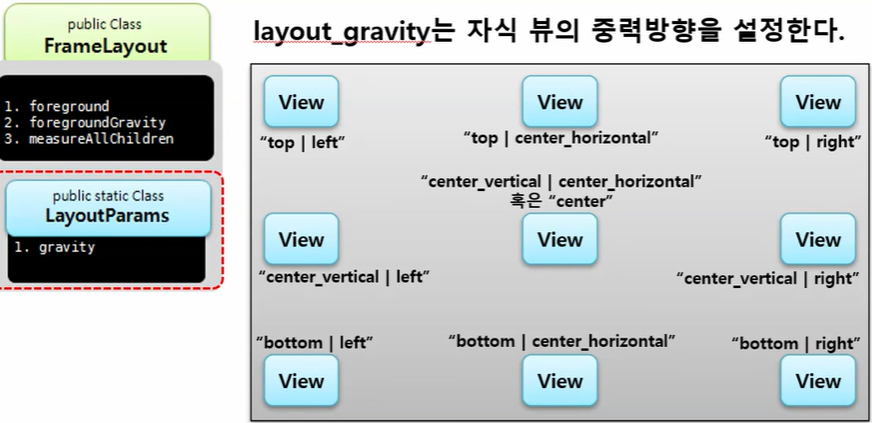 public Class
FrameLayout
1. foreground
2. foregroundGravity
3. measureAllChildren
public static Class
LayoutParams
1. gravity
layout_gravity는 자식 뷰의 중력방향을 설정한다.
View
View
View
“top | left”
“top | center_horizontal”
“top | right”
“center_vertical | center_horizontal”
혹은 “center”
View
View
View
“center_vertical | left”
“center_vertical | right”
“bottom | left”
“bottom | center_horizontal”
“bottom | right”
View
View
View